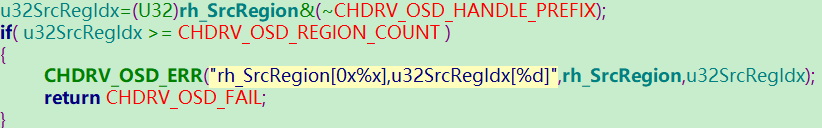 u32SrcRegIdx=(U32)rh_SrcRegion&(~CHDRV_OSD_HANDLE_PREFIX);
if( u32SrcRegIdx >= CHDRV_OSD_REGION_COUNT )
{
CHDRV_OSD_ERR("rh_SrcRegion[0x%x],u32SrcRegIdx[%d]",rh_SrcRegion,u32SrcRegIdx);
return CHDRV_OSD_FAIL;
}